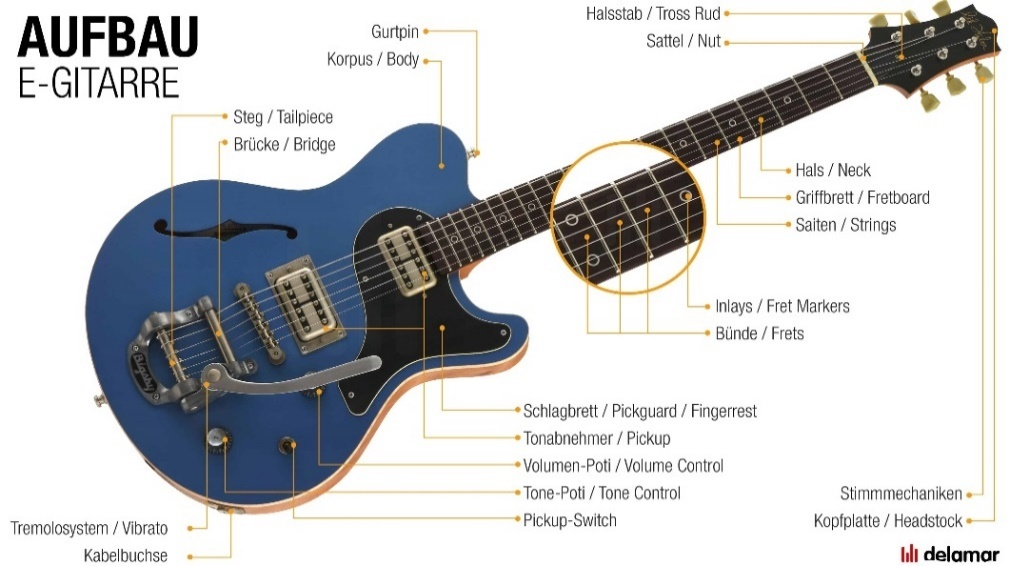 AUFBAU
E-GITARRE
Gurtpin
Korpus / Body
Halsstab / Tross Rud
Sattel / Nut
Steg / Tailpiece
Brücke / Bridge
Hals / Neck
Griffbrett / Fretboard
Saiten / Strings
Inlays / Fret Markers
Bünde / Frets
Bigsby
Schlagbrett / Pickguard / Fingerrest
Tonabnehmer / Pickup
Volumen-Poti / Volume Control
Tone-Poti / Tone Control
Pickup-Switch
Stimmmechaniken
Kopfplatte / Headstock
Tremolosystem / Vibrato
Kabelbuchse
delamar